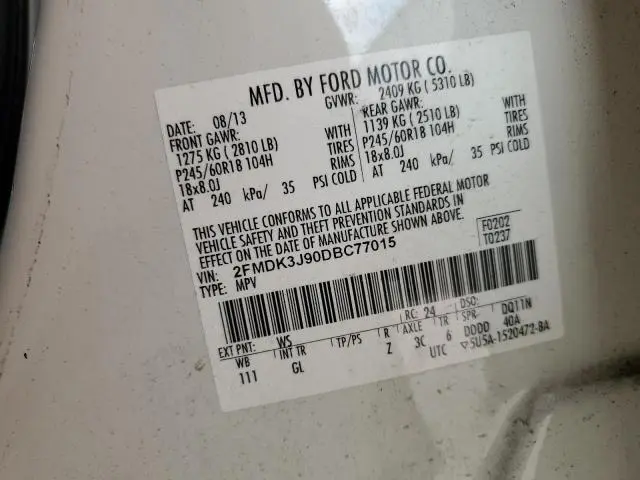 MFD. BY FORD MOTOR CO.
DATE: 08/13 GVWR: 2409 KG ( 5310 LB)
FRONT GAWR: REAR GAWR:
1275 KG ( 2810 LB) WITH 1139 KG ( 2510 LB) WITH
P245/60R18 104H TIRES P245/60R18 104H TIRES
18x8.0J RIMS 18x8.0J RIMS
AT 240 kPa/ 35 PSI COLD AT 240 kPa/ 35 PSI COLD
THIS VEHICLE CONFORMS TO ALL APPLICABLE FEDERAL MOTOR
VEHICLE SAFETY AND THEFT PREVENTION STANDARDS IN
EFFECT ON THE DATE OF MANUFACTURE SHOWN ABOVE.
VIN: 2FMDK3J90DBC77015 F0202
TYPE: MPV T0237
EXT PNT: WS RC: 24 DSO:
WB INT TR TP/PS R AXLE TR SPR DQ11N
111 GL Z 3C 6 DDDD 40A
UTC ▽5U5A-1520472-BA